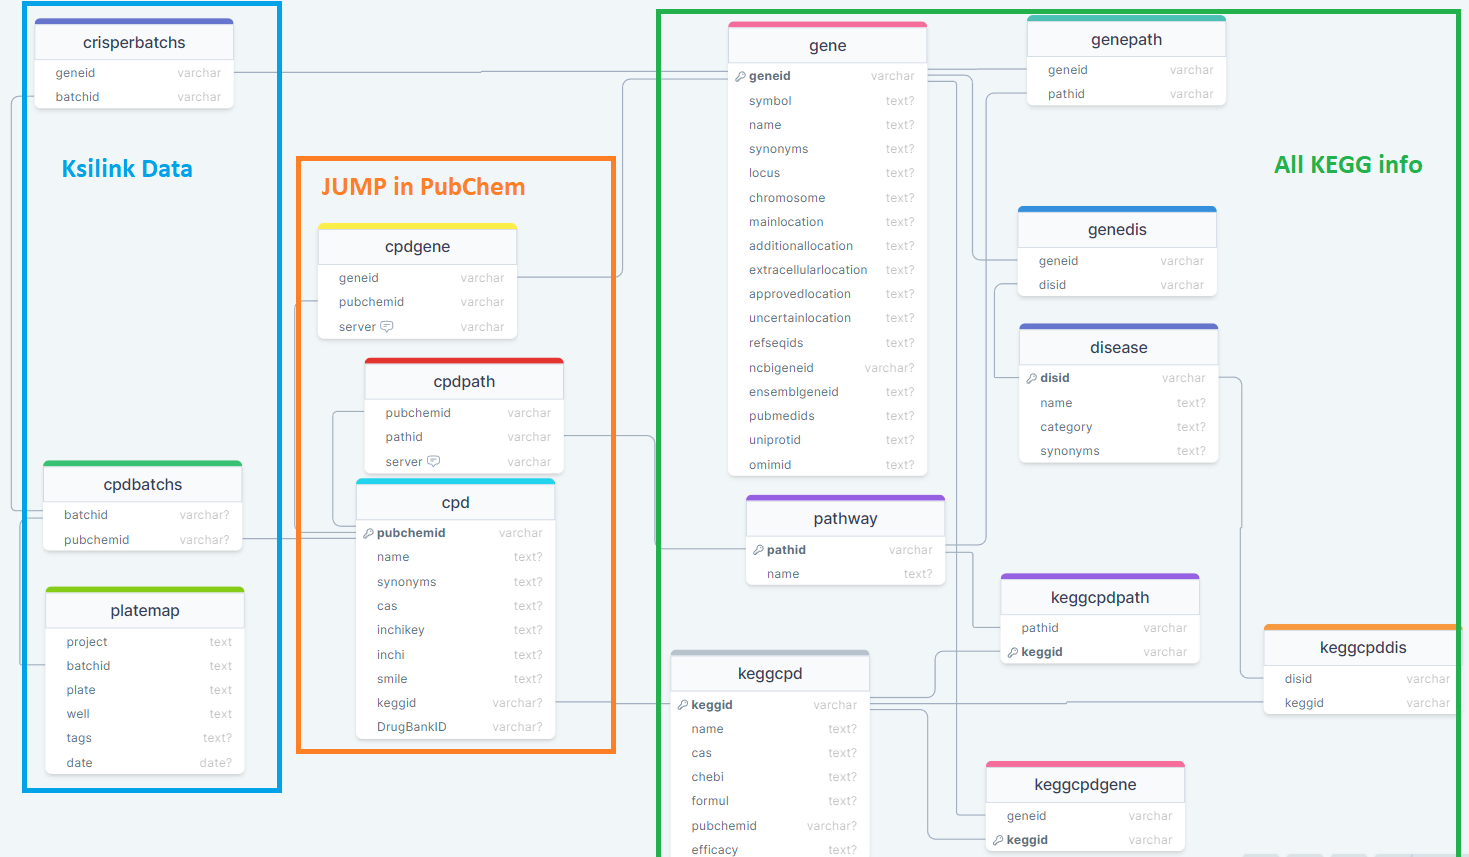 crisperbatchs
geneid varchar
batchid varchar
Ksilink Data
cpdbatchs
batchid varchar?
pubchemid varchar?
platemap
project text
batchid text
plate text
well text
tags text?
date date?
JUMP in PubChem
cpdgene
geneid varchar
pubchemid varchar
server varchar
cpdpath
pubchemid varchar
pathid varchar
server varchar
cpd
pubchemid varchar
name text?
synonyms text?
cas text?
inchikey text?
inchi text?
smile text?
keggid varchar?
DrugBankID varchar?
All KEGG info
gene
geneid varchar
symbol text?
name text?
synonyms text?
locus text?
chromosome text?
mainlocation text?
additionallocation text?
extracellularlocation text?
approvedlocation text?
uncertainlocation text?
refseqids text?
ncbigeneid varchar?
ensemblgeneid text?
pubmedids text?
uniprotid text?
omimid text?
pathway
pathid varchar
name text?
keggcpd
keggid varchar
name text?
cas text?
chebi text?
formul text?
pubchemid varchar?
efficacy text?
genepath
geneid varchar
pathid varchar
genedis
geneid varchar
disid varchar
disease
disid varchar
name text?
category text?
synonyms text?
keggcpdpath
pathid varchar
keggid varchar
keggcpddis
disid varchar
keggid varchar
keggcpdgene
geneid varchar
keggid varchar